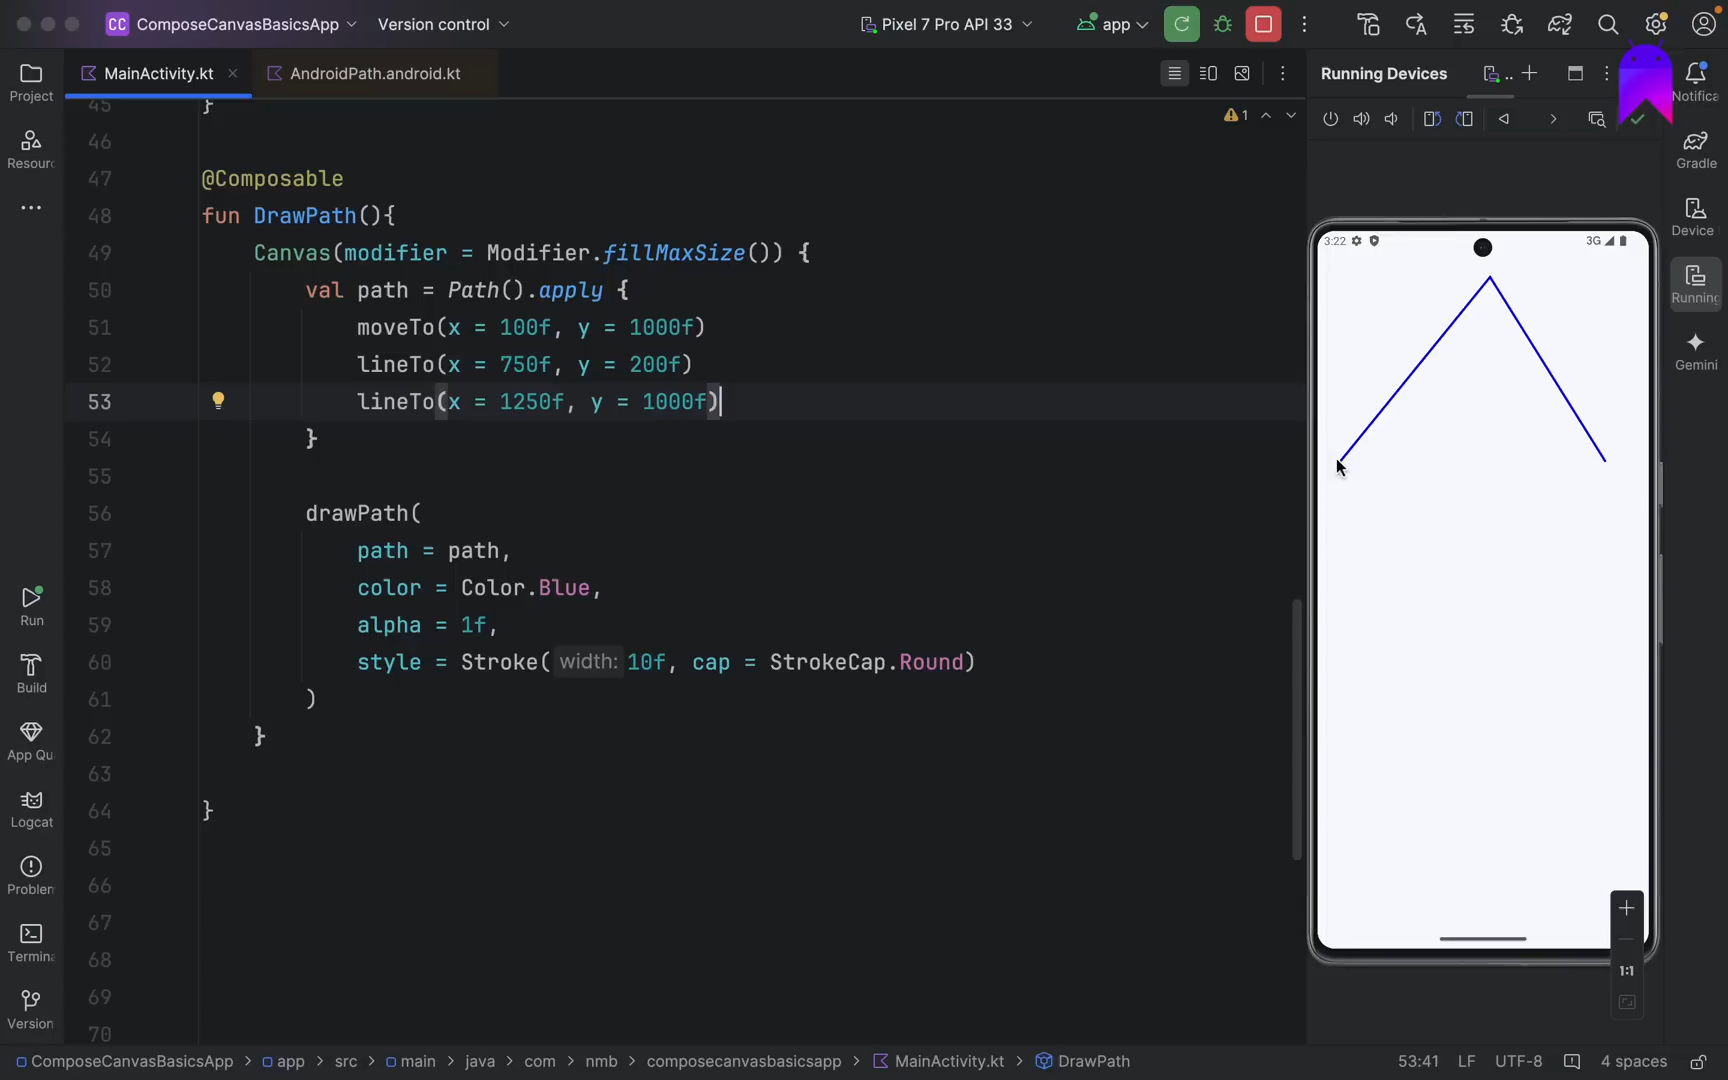 CC ComposeCanvasBasicsApp Version control Pixel 7 Pro API 33 app
MainActivity.kt AndroidPath.android.kt Running Devices
Project
Resourc
Notifica
Gradle
Device
Running
Gemini
1
45 }
46
47 @Composable
48 fun DrawPath(){
49 Canvas(modifier = Modifier.fillMaxSize()) {
50 val path = Path().apply {
51 moveTo(x = 100f, y = 1000f)
52 lineTo(x = 750f, y = 200f)
53 lineTo(x = 1250f, y = 1000f)
54 }
55
56 drawPath(
57 path = path,
58 color = Color.Blue,
59 alpha = 1f,
60 style = Stroke( width: 10f, cap = StrokeCap.Round)
61 )
62 }
63
64 }
65
66
67
68
69
70
3:22 3G
1:1
Run
Build
App Qu
Logcat
Problen
Termina
Version
ComposeCanvasBasicsApp > app > src > main > java > com > nmb > composecanvasbasicsapp > MainActivity.kt > DrawPath 53:41 LF UTF-8 4 spaces